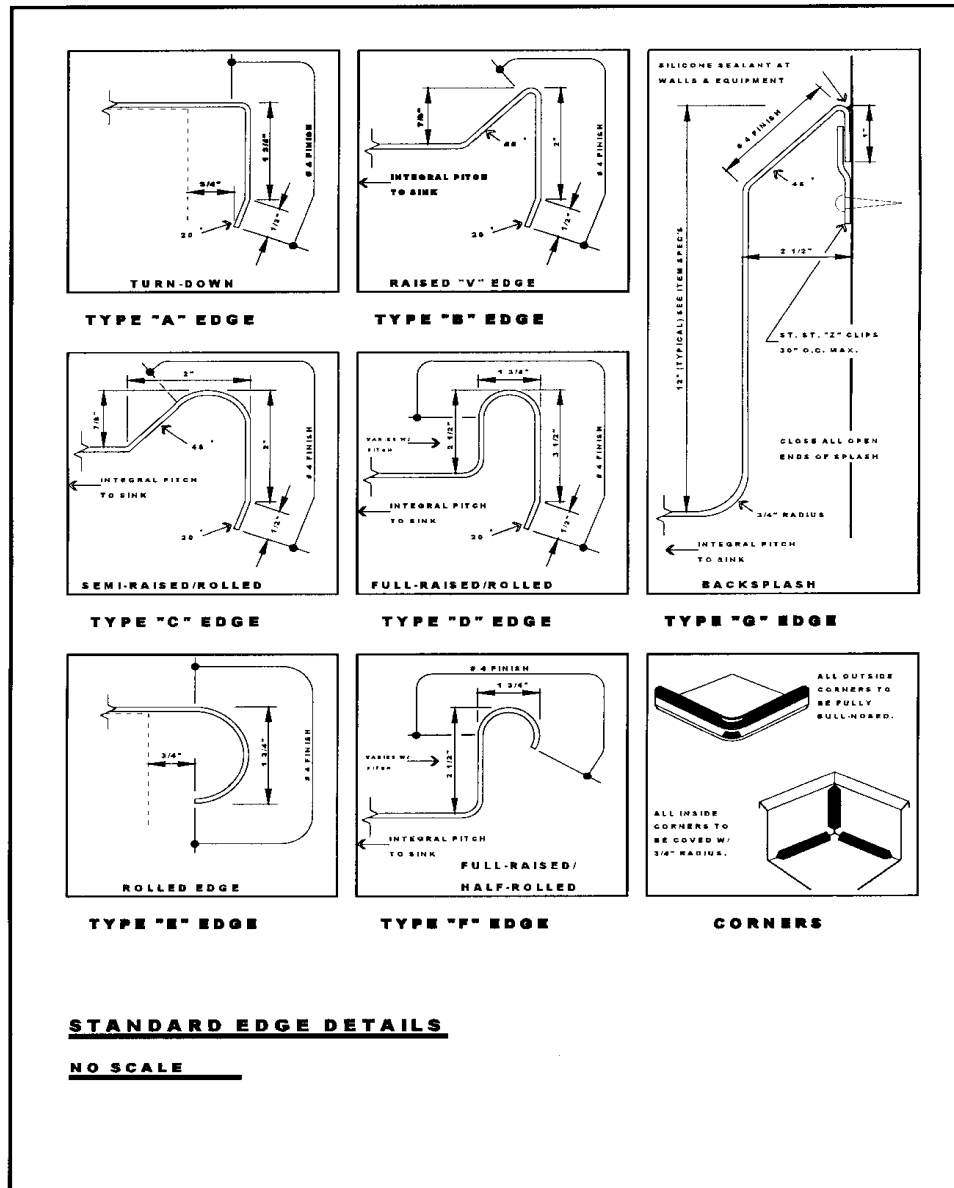 3/4"
1 3/4"
# 4 FINISH
20 °
1/2"
TURN-DOWN
TYPE "A" EDGE
7/8"
45 °
2"
# 4 FINISH
INTEGRAL PITCH
TO SINK
20 °
1/2"
RAISED "V" EDGE
TYPE "B" EDGE
SILICONE SEALANT AT
WALLS & EQUIPMENT
# 4 FINISH
1"
45 °
12" (TYPICAL) SEE ITEM SPEC'S
2 1/2"
ST. ST. "Z" CLIPS
30" O.C. MAX.
CLOSE ALL OPEN
ENDS OF SPLASH
3/4" RADIUS
INTEGRAL PITCH
TO SINK
BACKSPLASH
TYPE "G" EDGE
2"
7/8"
45 °
2"
# 4 FINISH
INTEGRAL PITCH
TO SINK
20 °
1/2"
SEMI-RAISED/ROLLED
TYPE "C" EDGE
1 3/4"
VARIES W/
PITCH
2 1/2"
3 1/2"
# 4 FINISH
INTEGRAL PITCH
TO SINK
20 °
1/2"
FULL-RAISED/ROLLED
TYPE "D" EDGE
3/4"
1 3/4"
# 4 FINISH
ROLLED EDGE
TYPE "E" EDGE
# 4 FINISH
1 3/4"
VARIES W/
PITCH
2 1/2"
INTEGRAL PITCH
TO SINK
FULL-RAISED/
HALF-ROLLED
TYPE "F" EDGE
ALL OUTSIDE
CORNERS TO
BE FULLY
BULL-NOSED.
ALL INSIDE
CORNERS TO
BE COVED W/
3/4" RADIUS.
CORNERS
STANDARD EDGE DETAILS
NO SCALE